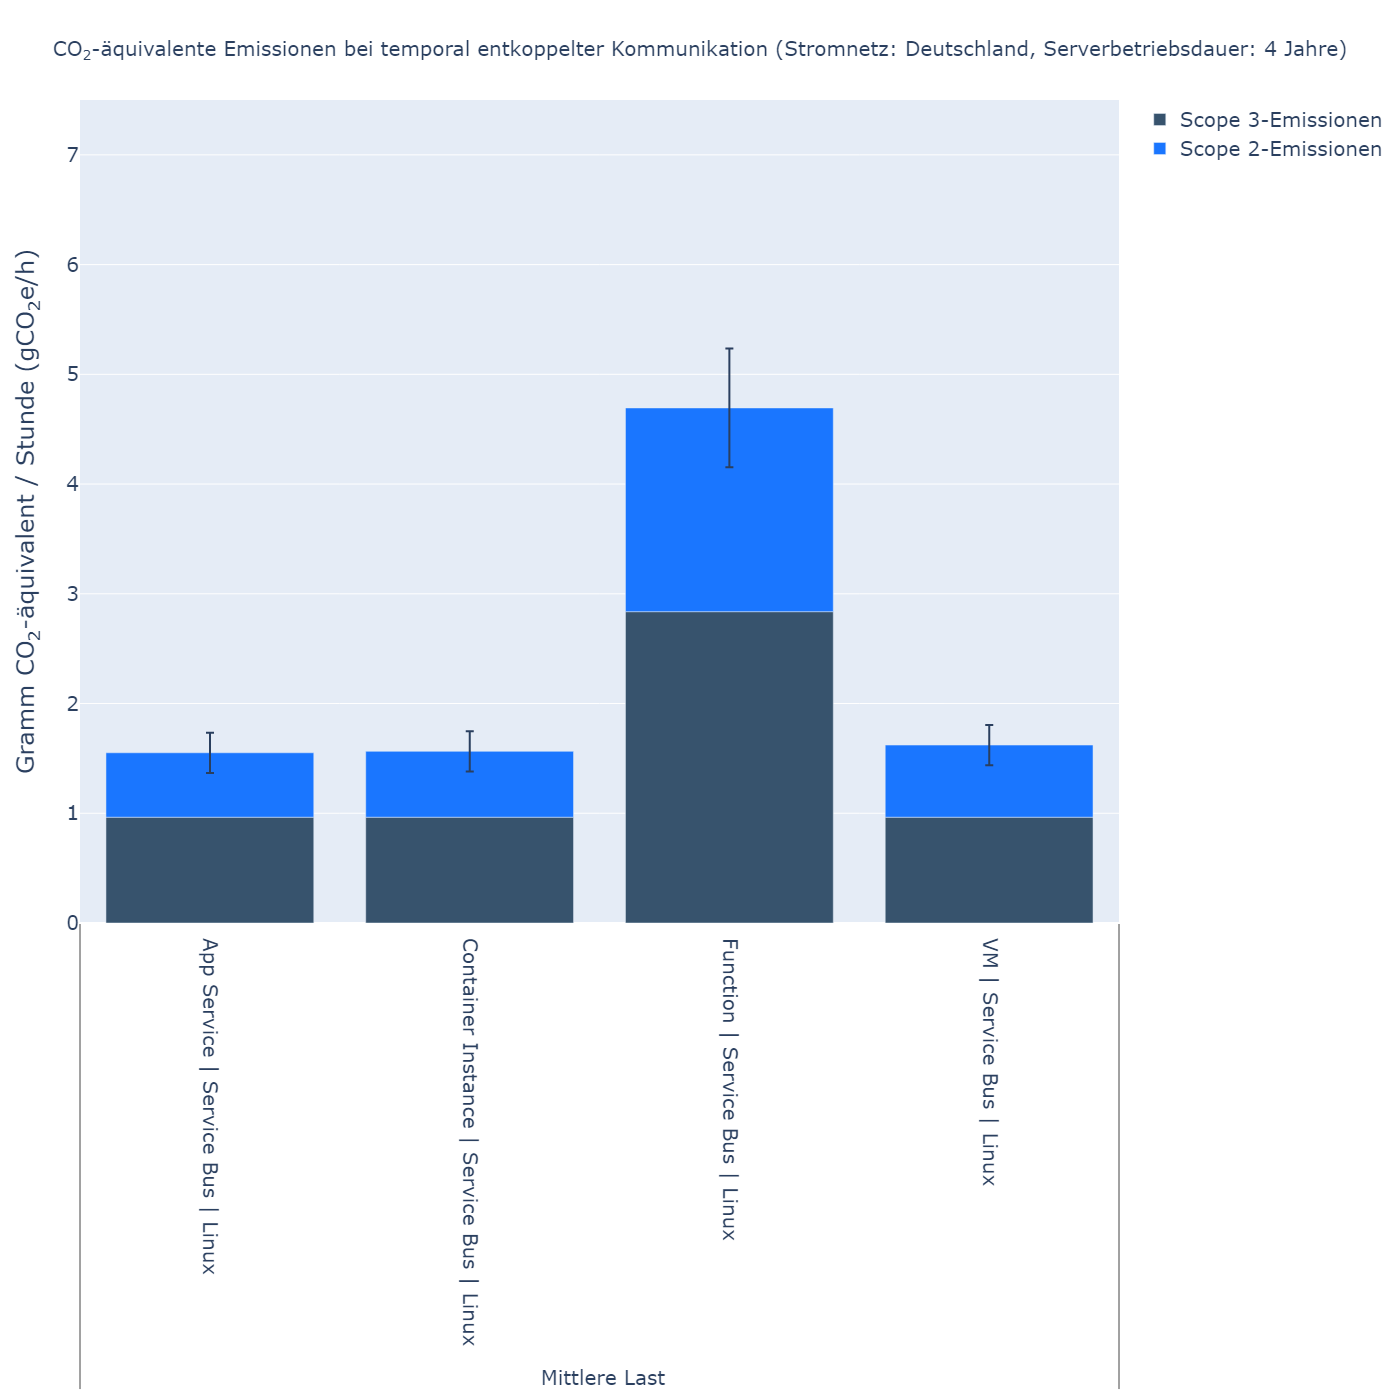 CO₂-äquivalente Emissionen bei temporal entkoppelter Kommunikation (Stromnetz: Deutschland, Serverbetriebsdauer: 4 Jahre)
Scope 3-Emissionen
Scope 2-Emissionen
Gramm CO₂-äquivalent / Stunde (gCO₂e/h)
7
6
5
4
3
2
1
0
App Service | Service Bus | Linux
Container Instance | Service Bus | Linux
Function | Service Bus | Linux
VM | Service Bus | Linux
Mittlere Last